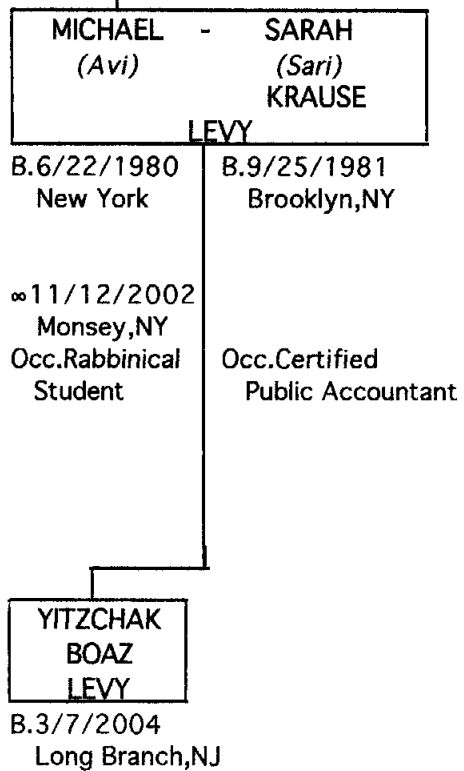 MICHAEL - SARAH
(Avi) (Sari)
KRAUSE
LEVY
B.6/22/1980 B.9/25/1981
New York Brooklyn,NY
∞11/12/2002
Monsey,NY
Occ.Rabbinical Occ.Certified
Student Public Accountant
YITZCHAK
BOAZ
LEVY
B.3/7/2004
Long Branch,NJ